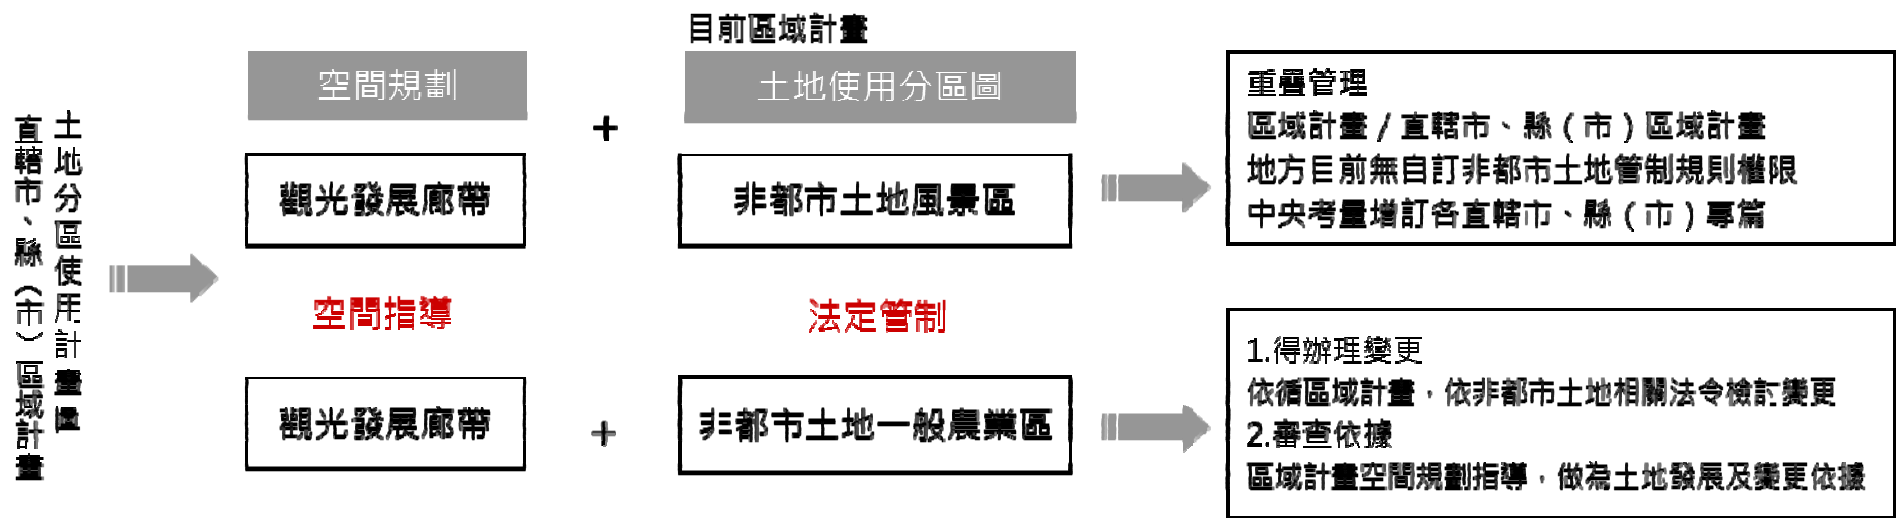 直轄市、縣（市）區域計畫
土地分區使用計畫圖
目前區域計畫
空間規劃
+
土地使用分區圖
觀光發展廊帶
非都市土地風景區
重疊管理
區域計畫/直轄市、縣（市）區域計畫
地方目前無自訂非都市土地管制規則權限
中央考量增訂各直轄市、縣（市）專篇
空間指導
法定管制
觀光發展廊帶
+
非都市土地一般農業區
1.得辦理變更
依循區域計畫，依非都市土地相關法令檢討變更
2.審查依據
區域計畫空間規劃指導，做為土地發展及變更依據